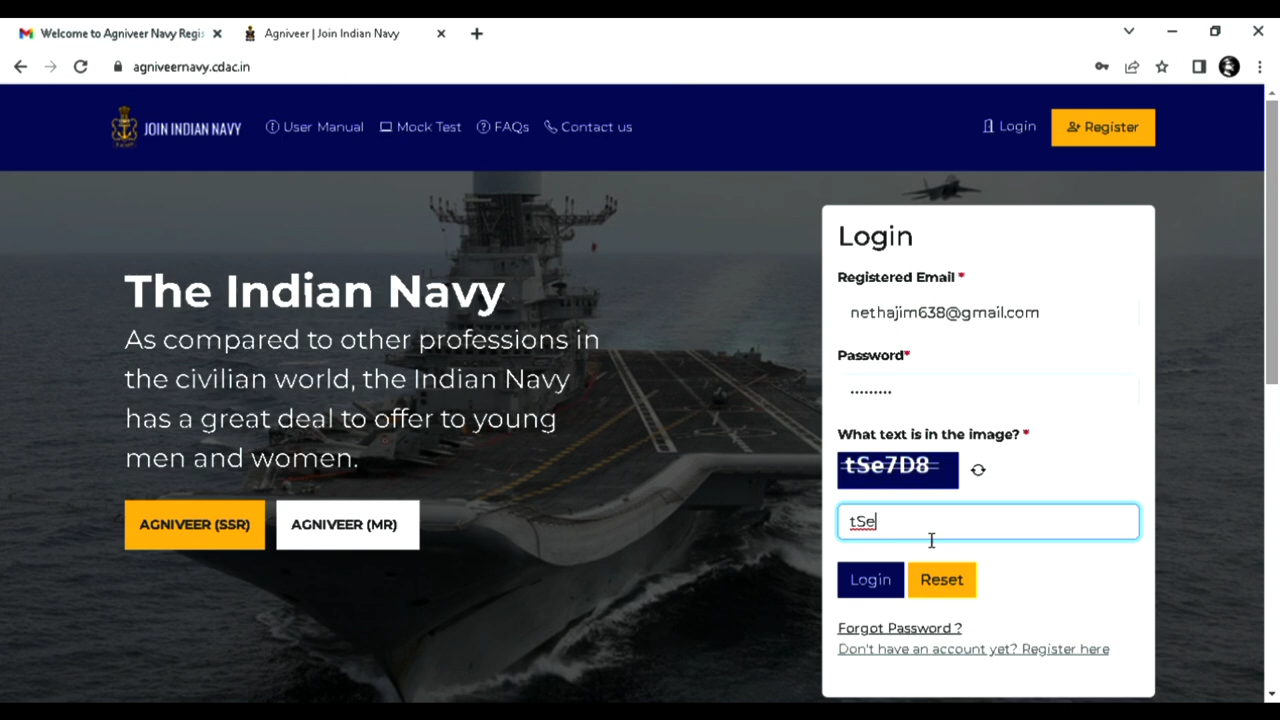 Welcome to Agniveer Navy Regis
Agniveer | Join Indian Navy
agniveernavy.cdac.in
JOIN INDIAN NAVY
User Manual
Mock Test
FAQs
Contact us
Login
Register
The Indian Navy
As compared to other professions in
the civilian world, the Indian Navy
has a great deal to offer to young
men and women.
AGNIVEER (SSR)
AGNIVEER (MR)
Login
Registered Email *
nethajim638@gmail.com
Password*
•••••••••
What text is in the image? *
tSe7D8
tSe
Login
Reset
Forgot Password ?
Don't have an account yet? Register here